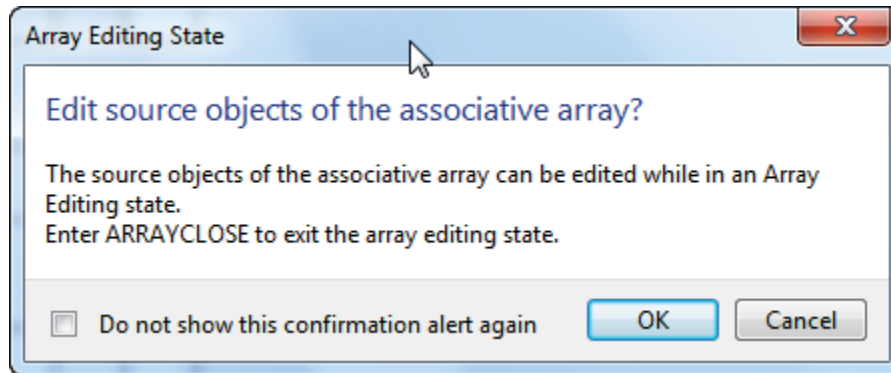 Array Editing State
Edit source objects of the associative array?
The source objects of the associative array can be edited while in an Array
Editing state.
Enter ARRAYCLOSE to exit the array editing state.
Do not show this confirmation alert again
OK
Cancel